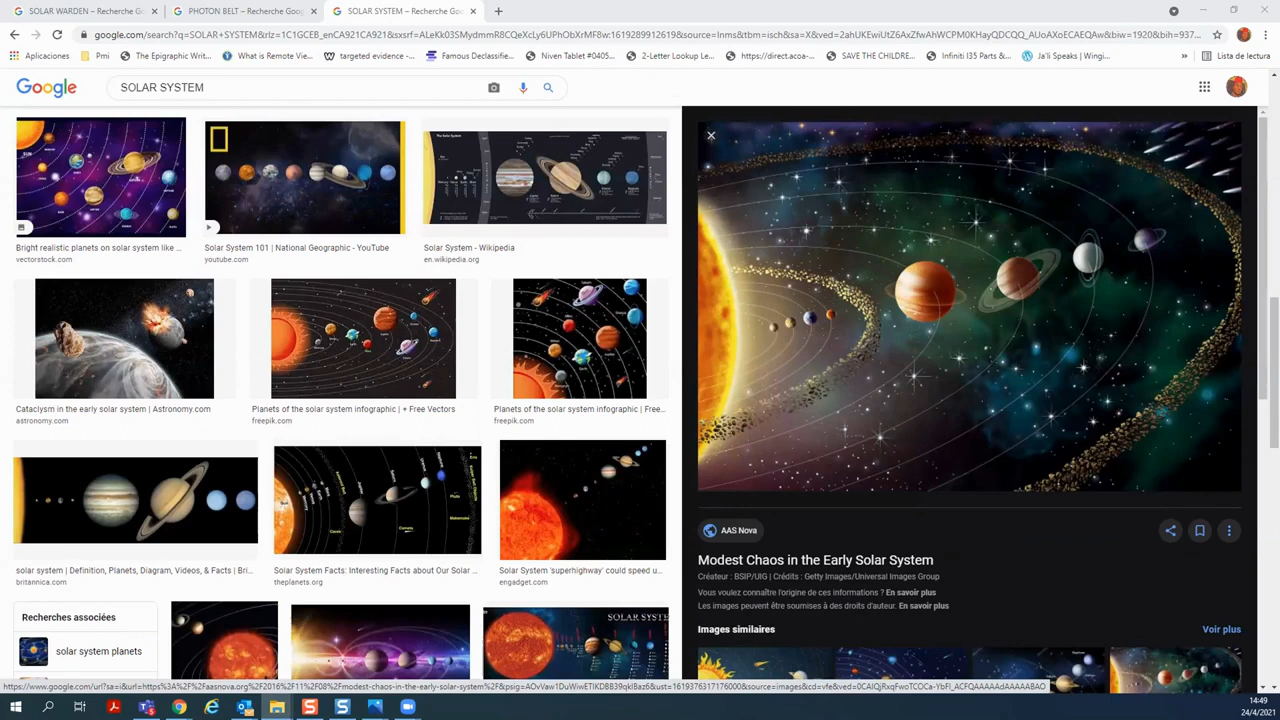 SOLAR WARDEN – Recherche Goo
PHOTON BELT – Recherche Goog
SOLAR SYSTEM – Recherche Goo
google.com/search?q=SOLAR+SYSTEM&rlz=1C1GCEB_enCA921CA921&sxsrf=
Aplicaciones
Pmi
The Epigraphic Writ...
What is Remote Vie...
targeted evidence -...
Famous Declassifie...
Niven Tablet #0405...
2-Letter Lookup Le...
https://direct.acoa-...
SAVE THE CHILDRE...
Infiniti I35 Parts &...
Ja'li Speaks | Wingi...
»
Lista de lectura
Google
SOLAR SYSTEM
Bright realistic planets on solar system like ...
vectorstock.com
Solar System 101 | National Geographic - YouTube
youtube.com
Solar System - Wikipedia
en.wikipedia.org
Cataclysm in the early solar system | Astronomy.com
astronomy.com
Planets of the solar system infographic | + Free Vectors
freepik.com
Planets of the solar system infographic | Free...
freepik.com
solar system | Definition, Planets, Diagram, Videos, & Facts | Bri...
britannica.com
Solar System Facts: Interesting Facts about Our Solar ...
theplanets.org
Solar System 'superhighway' could speed u...
engadget.com
Recherches associées
solar system planets
SOLAR SYSTE
AAS Nova
Modest Chaos in the Early Solar System
Créateur : BSIP/UIG | Crédits : Getty Images/Universal Images Group
Vous voulez connaître l'origine de ces informations ? En savoir plus
Les images peuvent être soumises à des droits d'auteur. En savoir plus
Images similaires
Voir plus
14:49
24/4/2021